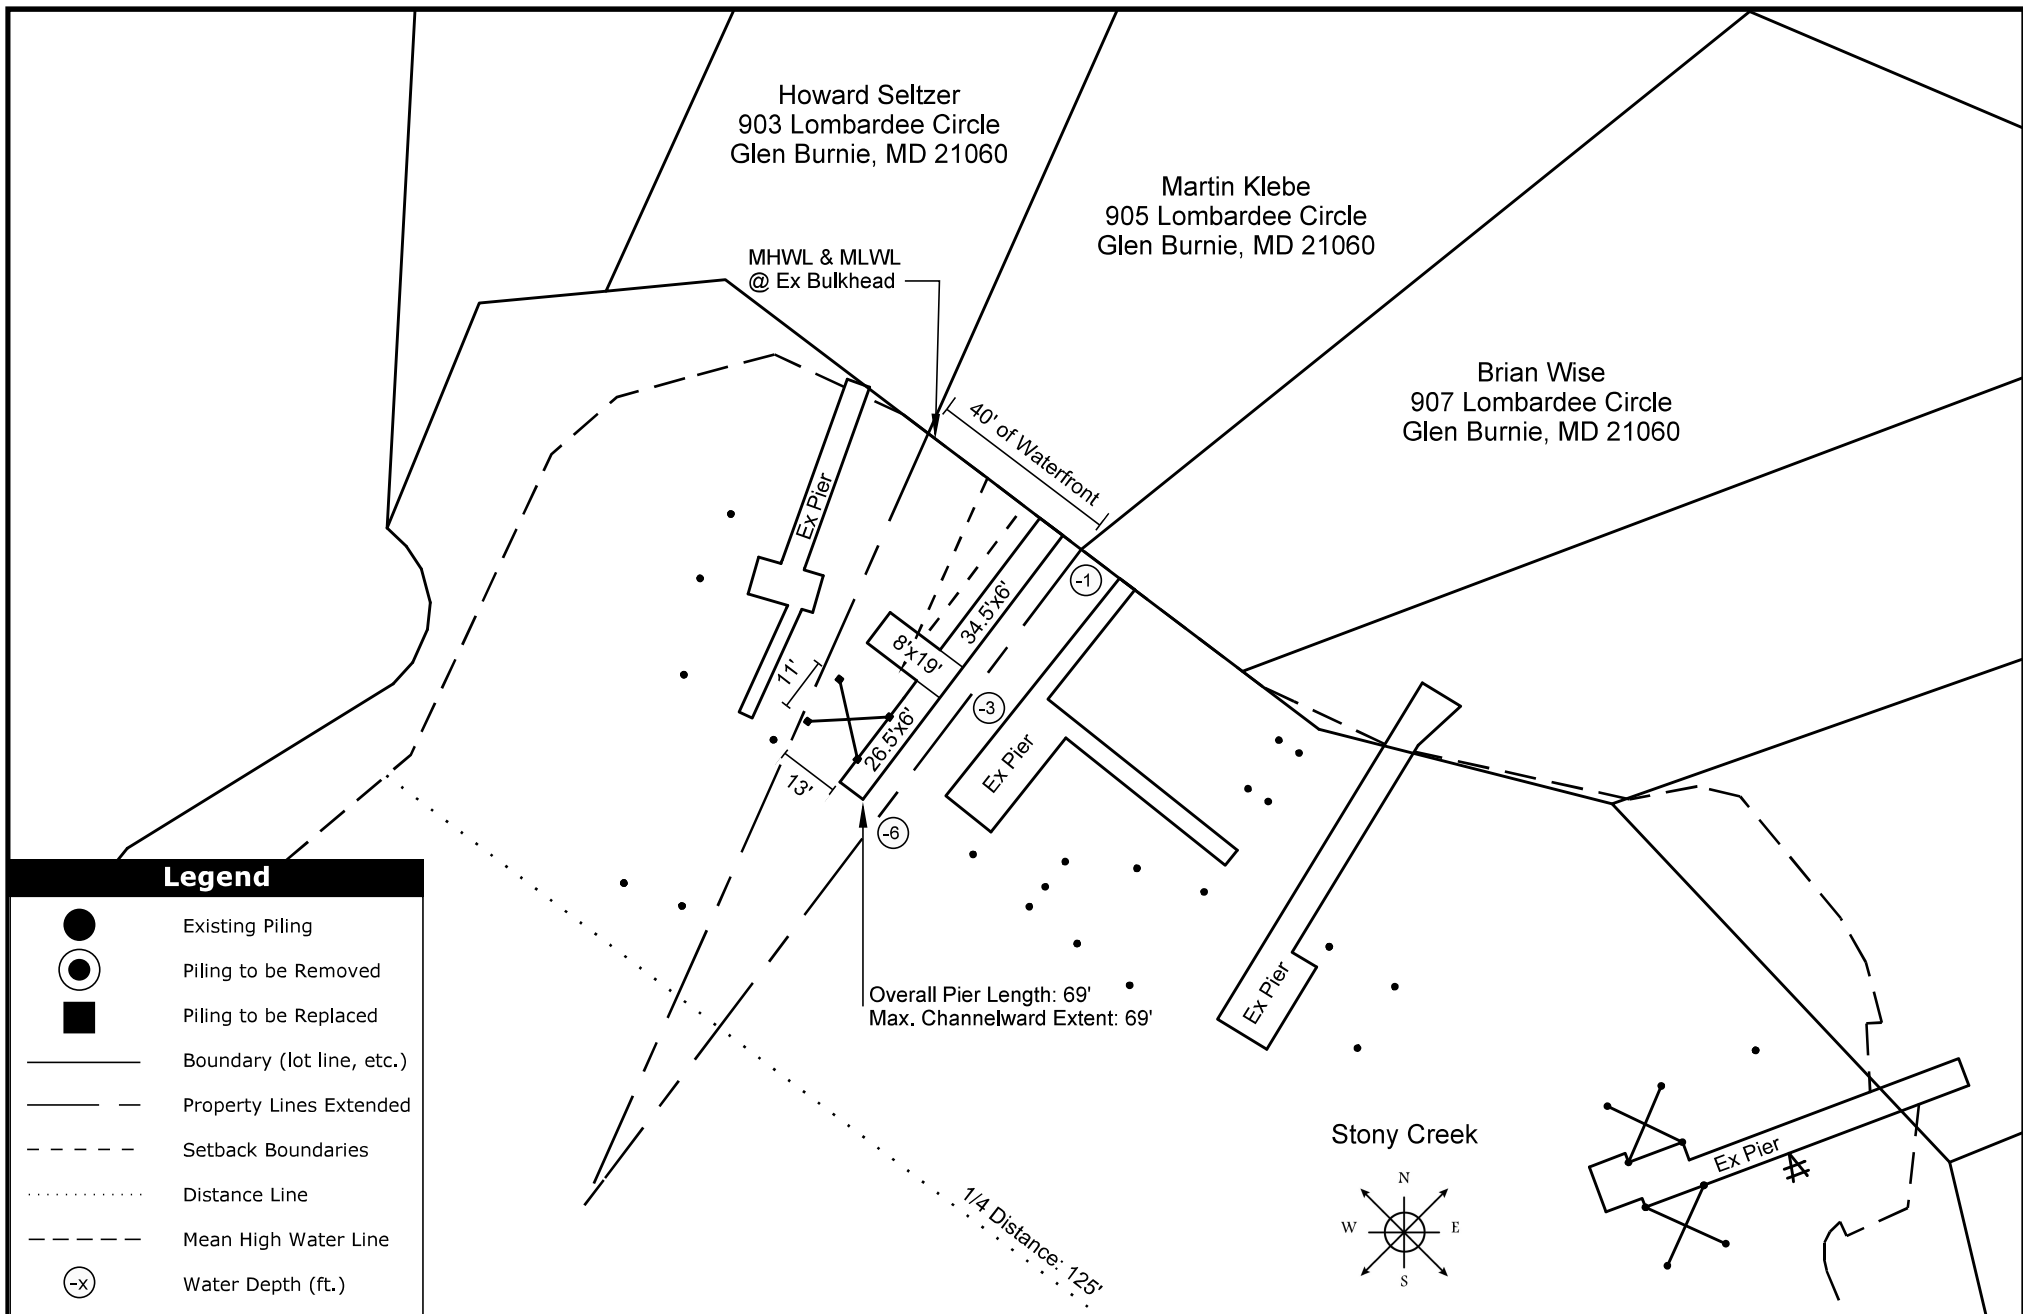 Howard Seltzer
903 Lombardee Circle
Glen Burnie, MD 21060
Martin Klebe
905 Lombardee Circle
Glen Burnie, MD 21060
MHWL & MLWL
@ Ex Bulkhead
Brian Wise
907 Lombardee Circle
Glen Burnie, MD 21060
40' of Waterfront
Ex Pier
-1
34.5'x6'
8'x19'
11'
-3
26.5'x6'
13'
Ex Pier
-6
Overall Pier Length: 69'
Max. Channelward Extent: 69'
Ex Pier
Ex Pier
Stony Creek
N
W
E
S
1/4 Distance: 125'
Legend
Existing Piling
Piling to be Removed
Piling to be Replaced
Boundary (lot line, etc.)
Property Lines Extended
Setback Boundaries
Distance Line
Mean High Water Line
-x
Water Depth (ft.)